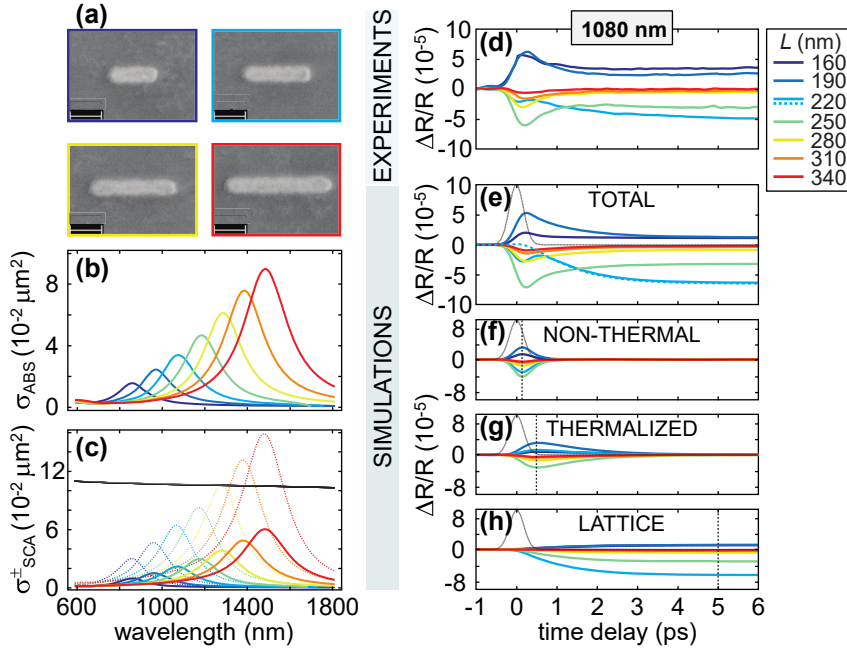 (a)
EXPERIMENTS
SIMULATIONS
(b)
8
4
0
σABS (10⁻² μm²)
(c)
12
8
4
0
σ±SCA (10⁻² μm²)
600 1000 1400 1800
wavelength (nm)
1080 nm
(d)
10
5
0
-5
-10
ΔR/R (10⁻⁵)
(e)
TOTAL
10
5
0
-5
-10
ΔR/R (10⁻⁵)
(f)
NON-THERMAL
8
0
-8
(g)
THERMALIZED
8
0
8
ΔR/R (10⁻⁵)
(h)
LATTICE
8
0
-8
-1 0 1 2 3 4 5 6
time delay (ps)
L (nm)
160
190
220
250
280
310
340